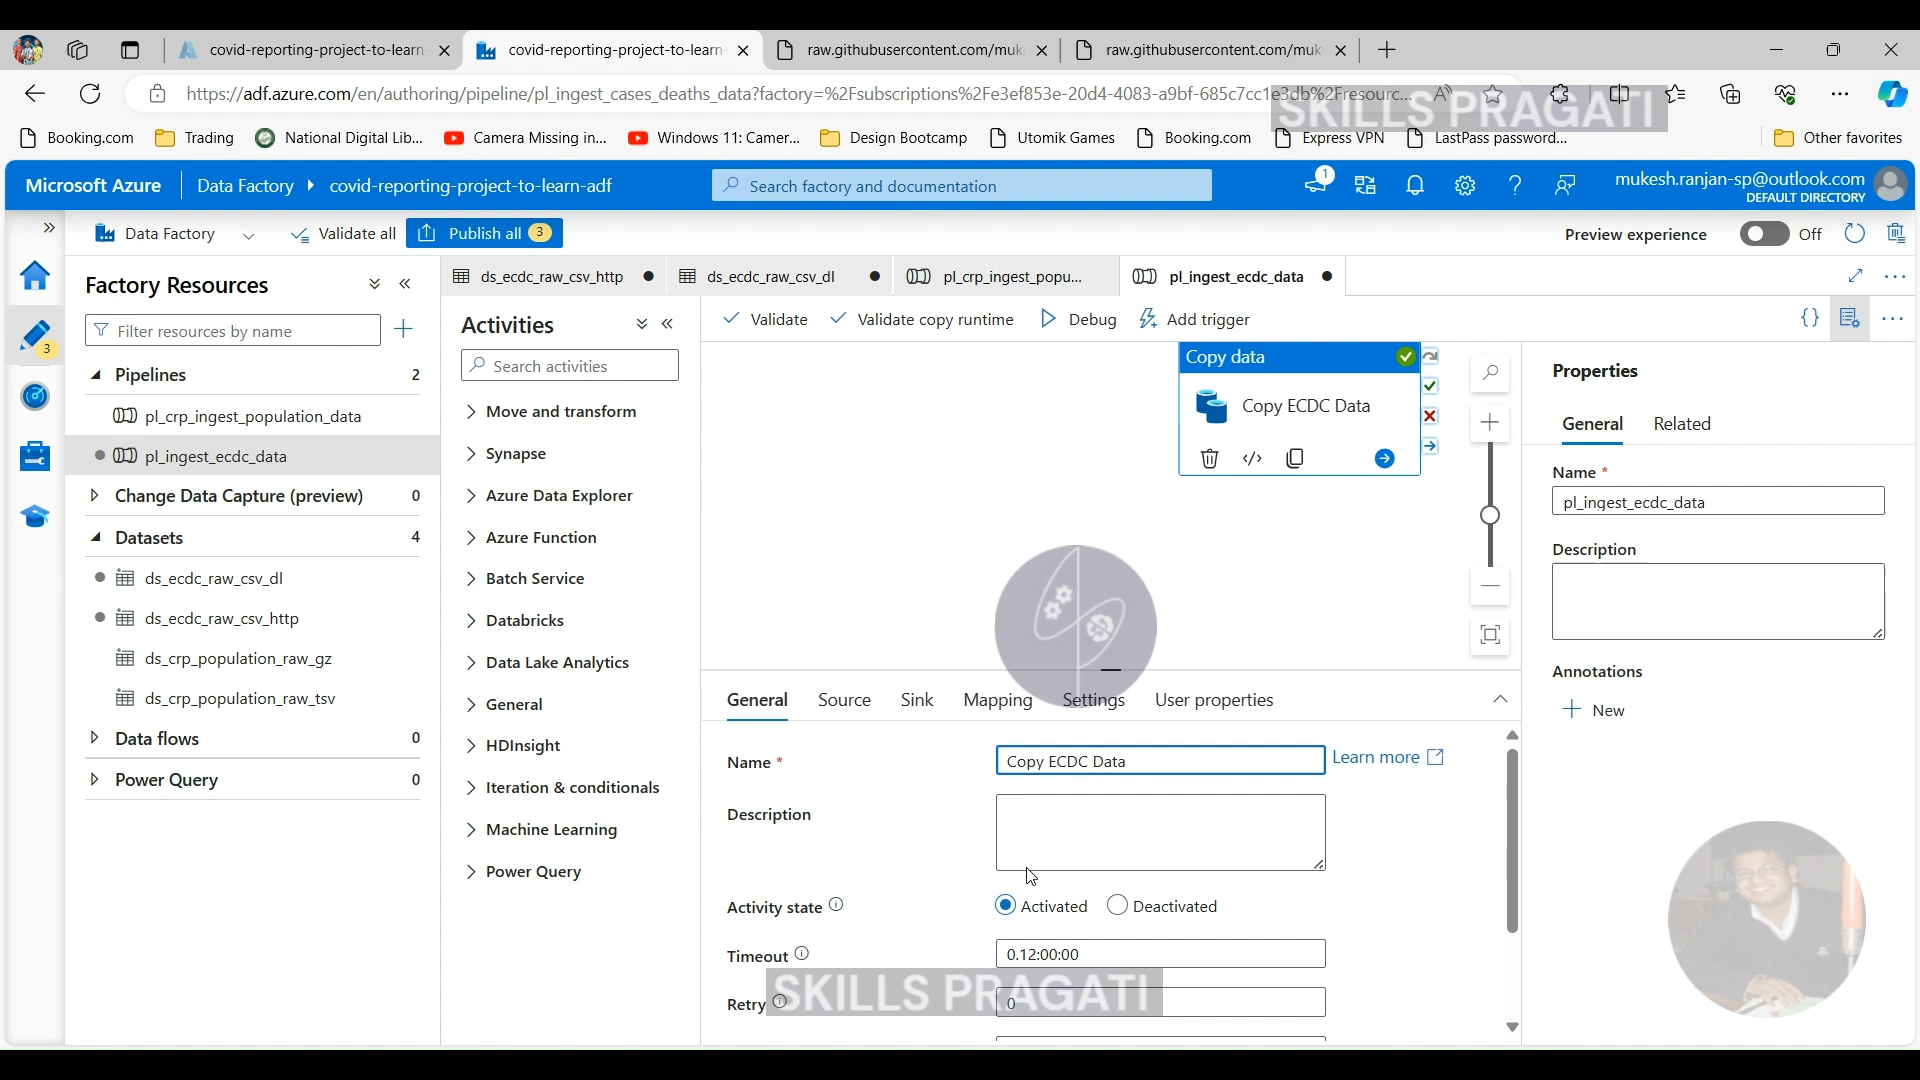 covid-reporting-project-to-learn
covid-reporting-project-to-learn
raw.githubusercontent.com/muk
raw.githubusercontent.com/muk
https://adf.azure.com/en/authoring/pipeline/pl_ingest_cases_deaths_data?factory=%2Fsubscriptions%2Fe3ef853e-20d4-4083-a9bf-685c7cc1e3db%2Fresourc...
SKILLS PRAGATI
Booking.com
Trading
National Digital Lib...
Camera Missing in...
Windows 11: Camer...
Design Bootcamp
Utomik Games
Booking.com
Express VPN
LastPass password...
Other favorites
Microsoft Azure
Data Factory
covid-reporting-project-to-learn-adf
Search factory and documentation
1
mukesh.ranjan-sp@outlook.com
DEFAULT DIRECTORY
Data Factory
Validate all
Publish all 3
Preview experience
Off
Factory Resources
Filter resources by name
3
Pipelines 2
pl_crp_ingest_population_data
pl_ingest_ecdc_data
Change Data Capture (preview) 0
Datasets 4
ds_ecdc_raw_csv_dl
ds_ecdc_raw_csv_http
ds_crp_population_raw_gz
ds_crp_population_raw_tsv
Data flows 0
Power Query 0
ds_ecdc_raw_csv_http
ds_ecdc_raw_csv_dl
pl_crp_ingest_popu...
pl_ingest_ecdc_data
Activities
Search activities
Move and transform
Synapse
Azure Data Explorer
Azure Function
Batch Service
Databricks
Data Lake Analytics
General
HDInsight
Iteration & conditionals
Machine Learning
Power Query
Validate
Validate copy runtime
Debug
Add trigger
Copy data
Copy ECDC Data
General
Source
Sink
Mapping
Settings
User properties
Name *
Copy ECDC Data
Learn more
Description
Activity state
Activated
Deactivated
Timeout
0.12:00:00
Retry
0
SKILLS PRAGATI
Properties
General
Related
Name *
pl_ingest_ecdc_data
Description
Annotations
New